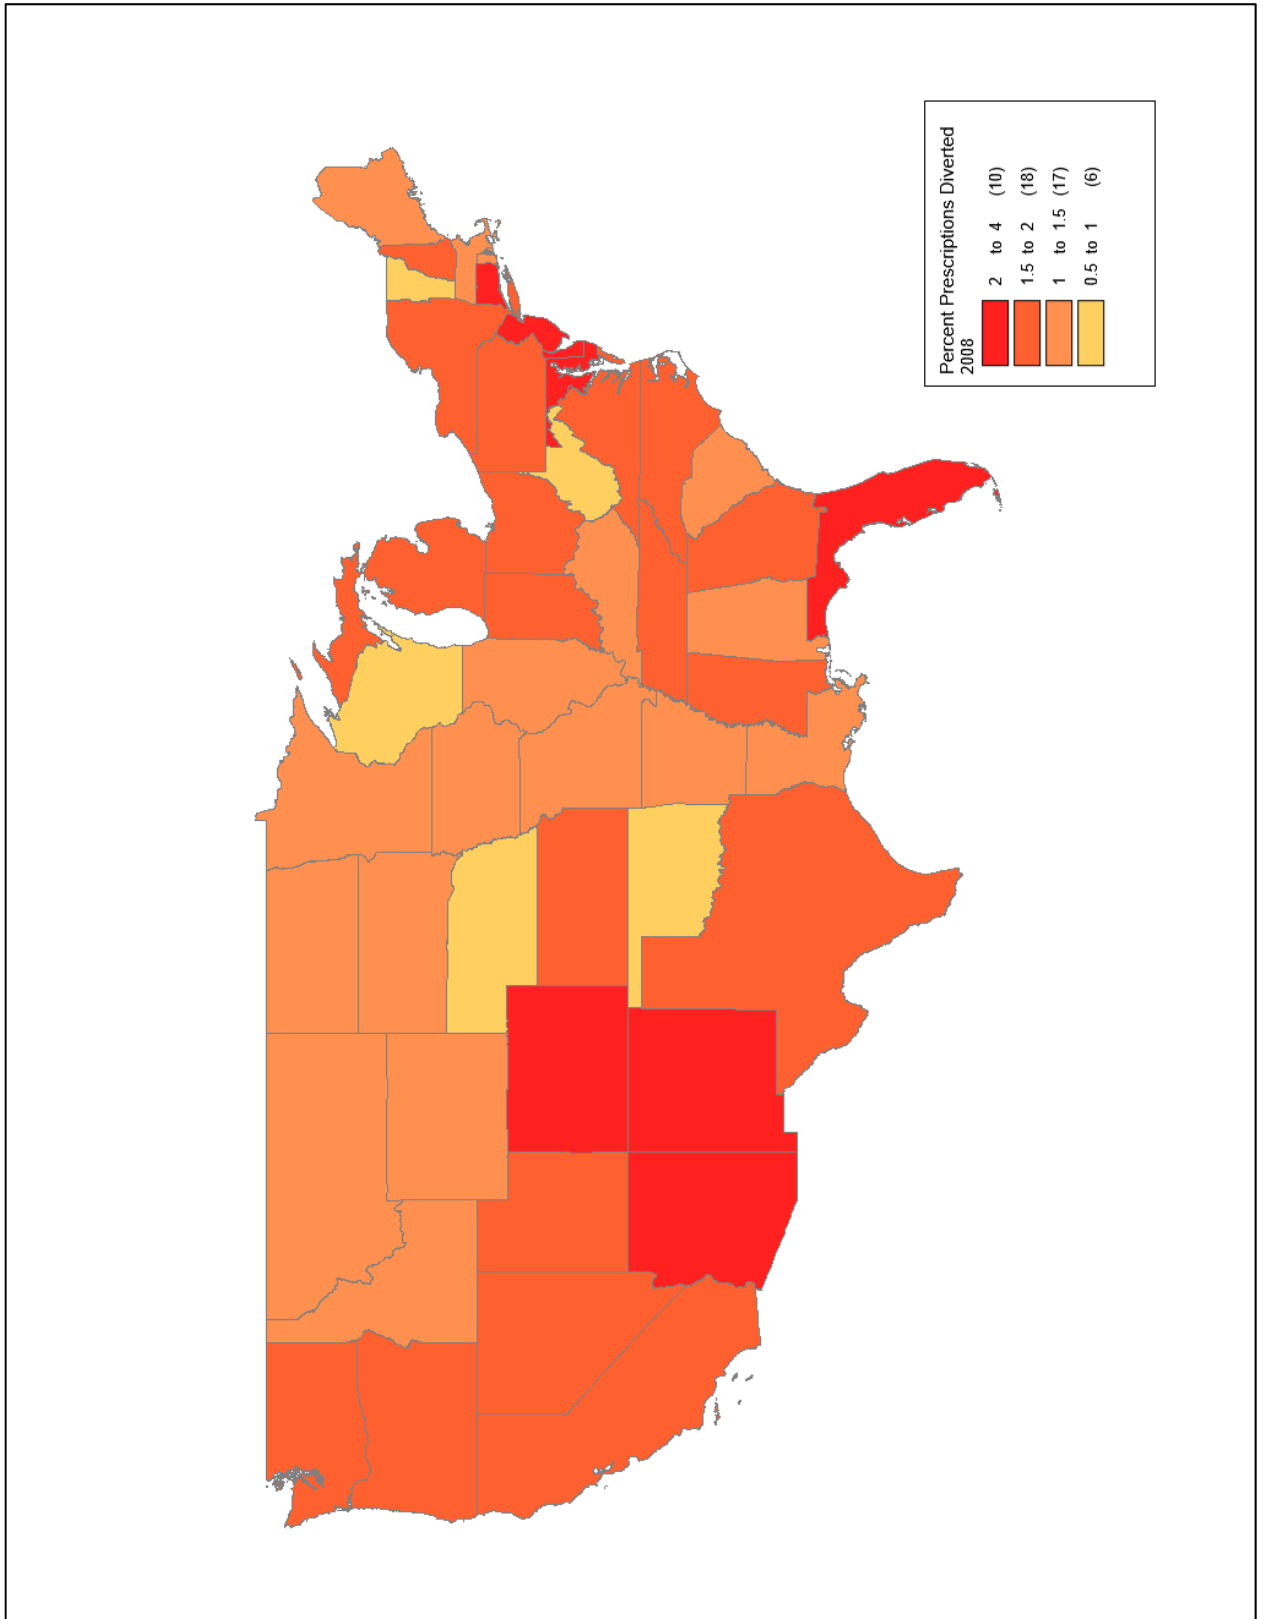 Percent Prescriptions Diverted
2008
2 to 4 (10)
1.5 to 2 (18)
1 to 1.5 (17)
0.5 to 1 (6)